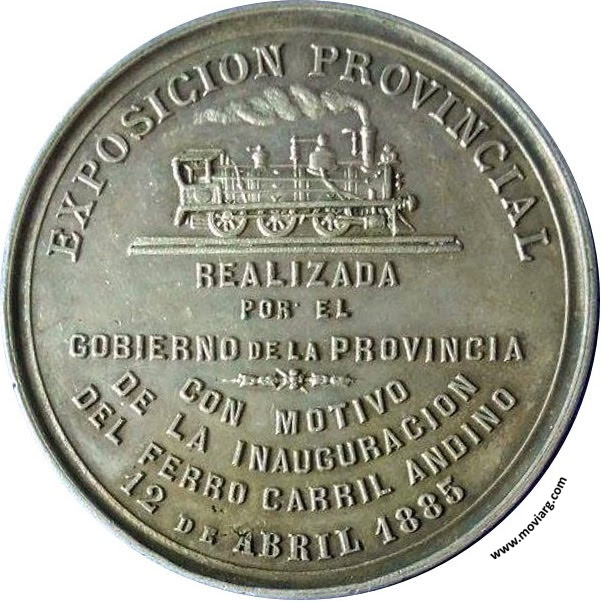 EXPOSICION PROVINCIAL
REALIZADA
POR EL
GOBIERNO DE LA PROVINCIA
CON MOTIVO
DE LA INAUGURACION
DEL FERRO CARRIL ANDINO
12 DE ABRIL 1885
www.moviarg.com